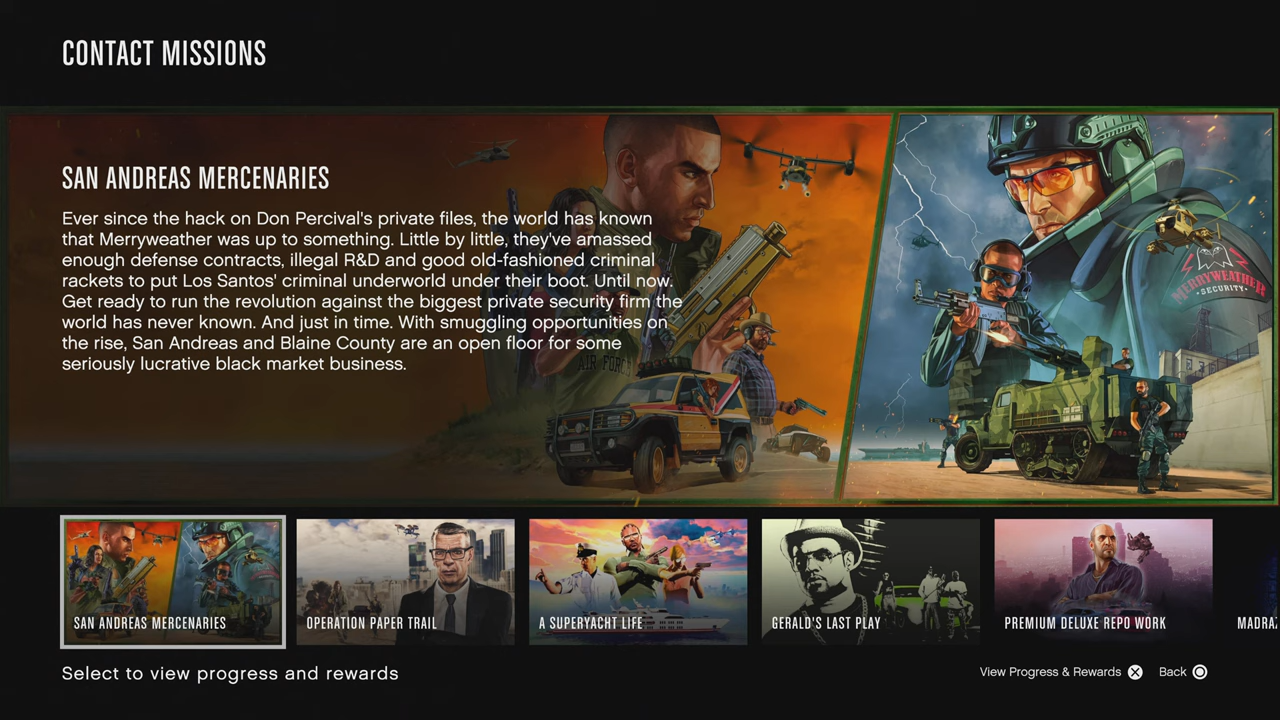 CONTACT MISSIONS
SAN ANDREAS MERCENARIES
Ever since the hack on Don Percival's private files, the world has known
that Merryweather was up to something. Little by little, they've amassed
enough defense contracts, illegal R&D and good old-fashioned criminal
rackets to put Los Santos' criminal underworld under their boot. Until now.
Get ready to run the revolution against the biggest private security firm the
world has never known. And just in time. With smuggling opportunities on
the rise, San Andreas and Blaine County are an open floor for some
seriously lucrative black market business.
AIR FORCE
MERRYWEATHER
SECURITY
SAN ANDREAS MERCENARIES
OPERATION PAPER TRAIL
A SUPERYACHT LIFE
GERALD'S LAST PLAY
PREMIUM DELUXE REPO WORK
MADRA
Select to view progress and rewards
View Progress & Rewards
Back